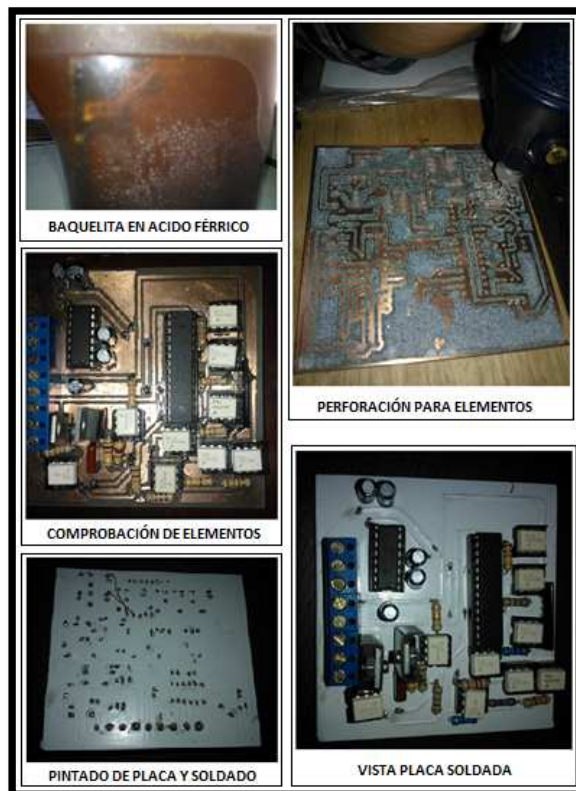 BAQUELITA EN ACIDO FÉRRICO
PERFORACIÓN PARA ELEMENTOS
COMPROBACIÓN DE ELEMENTOS
PINTADO DE PLACA Y SOLDADO
VISTA PLACA SOLDADA